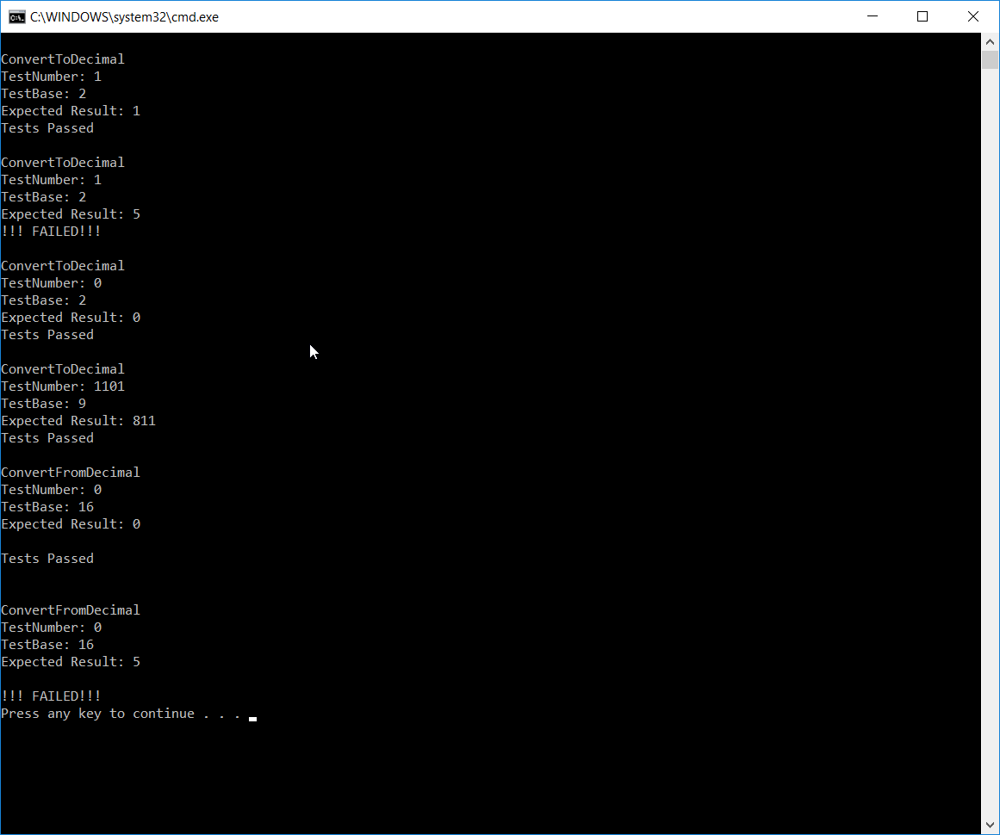 C:\WINDOWS\system32\cmd.exe
ConvertToDecimal
TestNumber: 1
TestBase: 2
Expected Result: 1
Tests Passed
ConvertToDecimal
TestNumber: 1
TestBase: 2
Expected Result: 5
!!! FAILED!!!
ConvertToDecimal
TestNumber: 0
TestBase: 2
Expected Result: 0
Tests Passed
ConvertToDecimal
TestNumber: 1101
TestBase: 9
Expected Result: 811
Tests Passed
ConvertFromDecimal
TestNumber: 0
TestBase: 16
Expected Result: 0
Tests Passed
ConvertFromDecimal
TestNumber: 0
TestBase: 16
Expected Result: 5
!!! FAILED!!!
Press any key to continue . . .